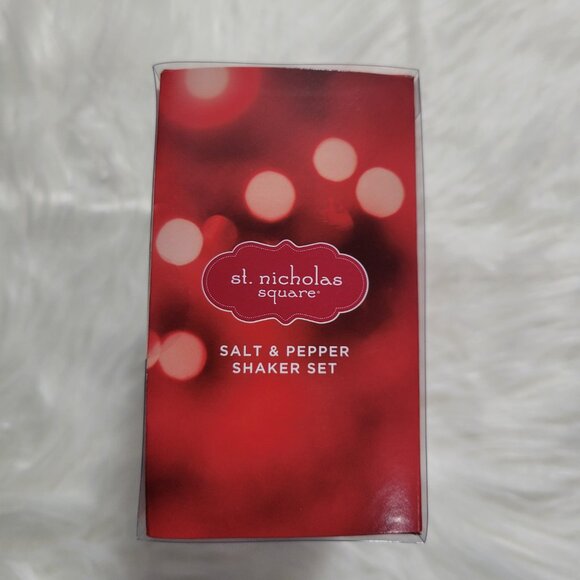 st. nicholas
square®
SALT & PEPPER
SHAKER SET